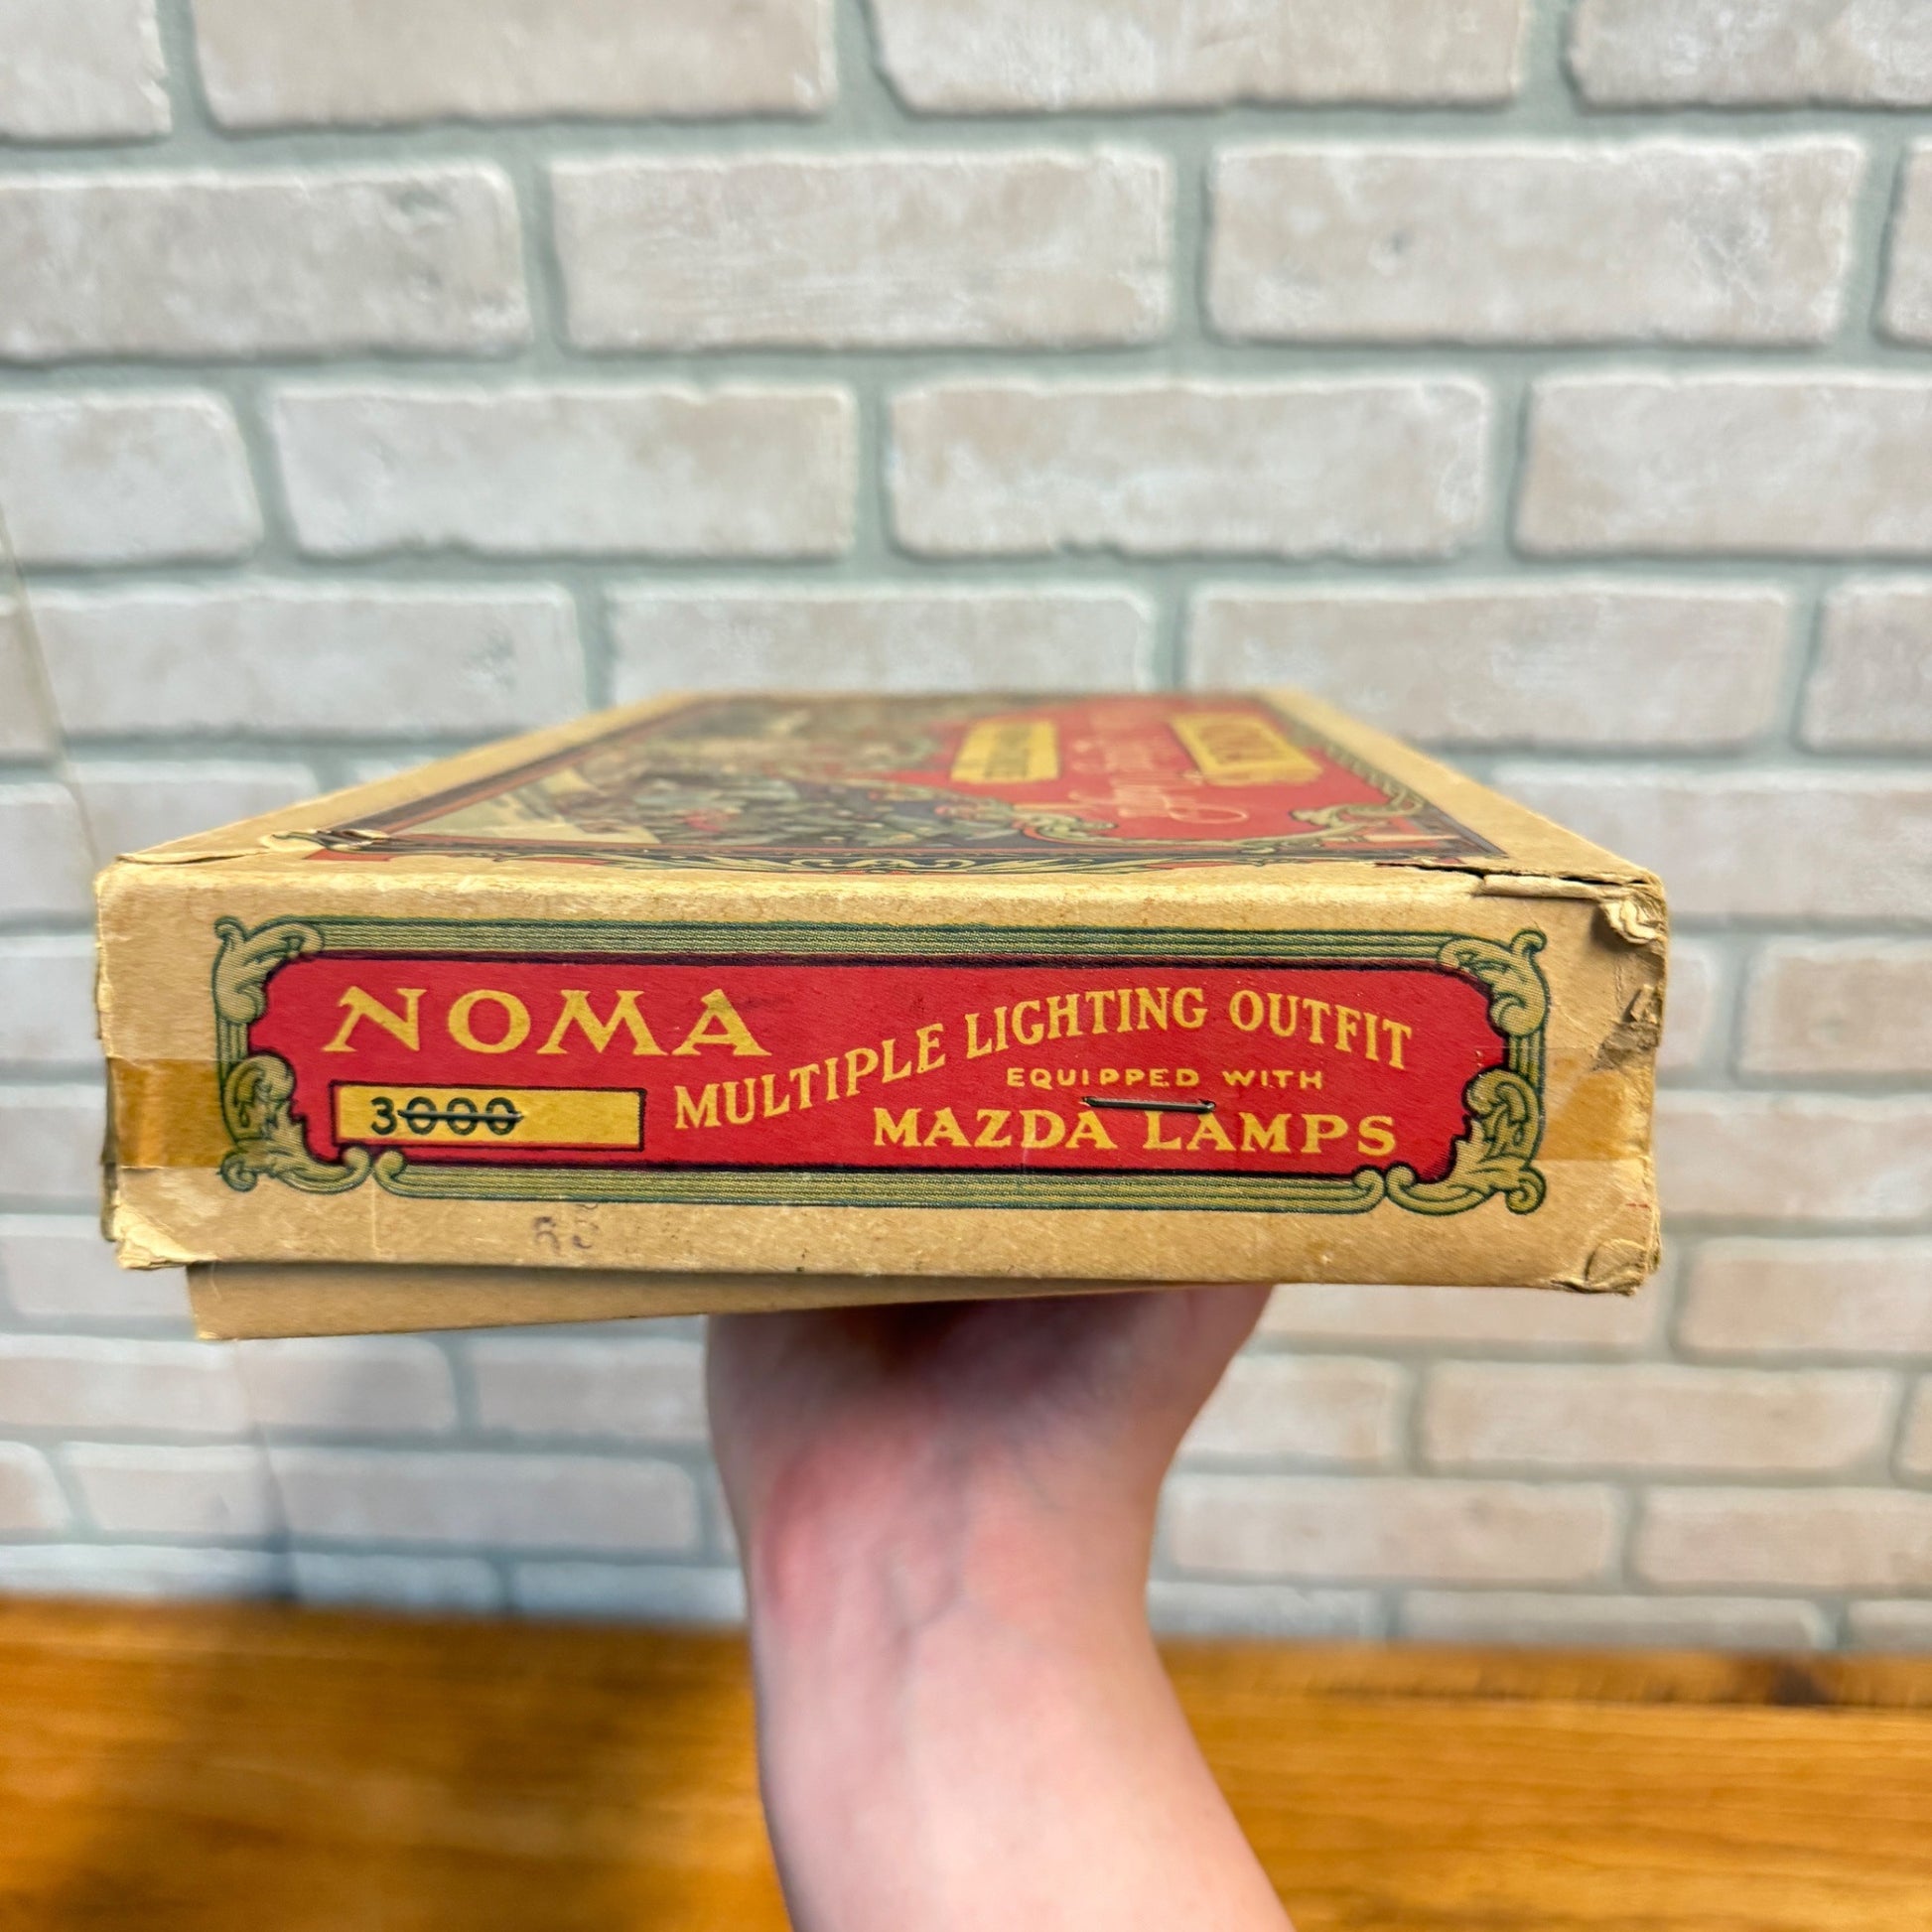 NOMA
3000
MULTIPLE LIGHTING OUTFIT
EQUIPPED WITH
MAZDA LAMPS